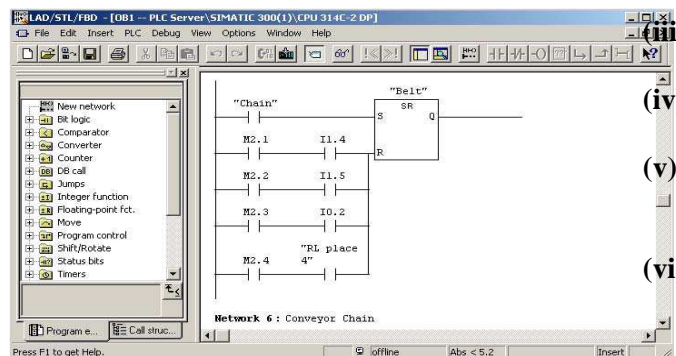 LAD/STL/FBD - [OB1 -- PLC Server\SIMATIC 300(1)\CPU 314C-2 DP]
File Edit Insert PLC Debug View Options Window Help
(iii
New network
Bit logic
Comparator
Converter
Counter
DB call
Jumps
Integer function
Floating-point fct.
Move
Program control
Shift/Rotate
Status bits
Timers
Program e... Call struc...
"Chain"
"Belt"
SR
S Q
M2.1 I1.4
R
M2.2 I1.5
M2.3 I0.2
"RL place
M2.4 4"
Network 6 : Conveyor Chain
(iv
(v)
(vi
Press F1 to get Help.
offline
Abs < 5.2
Insert